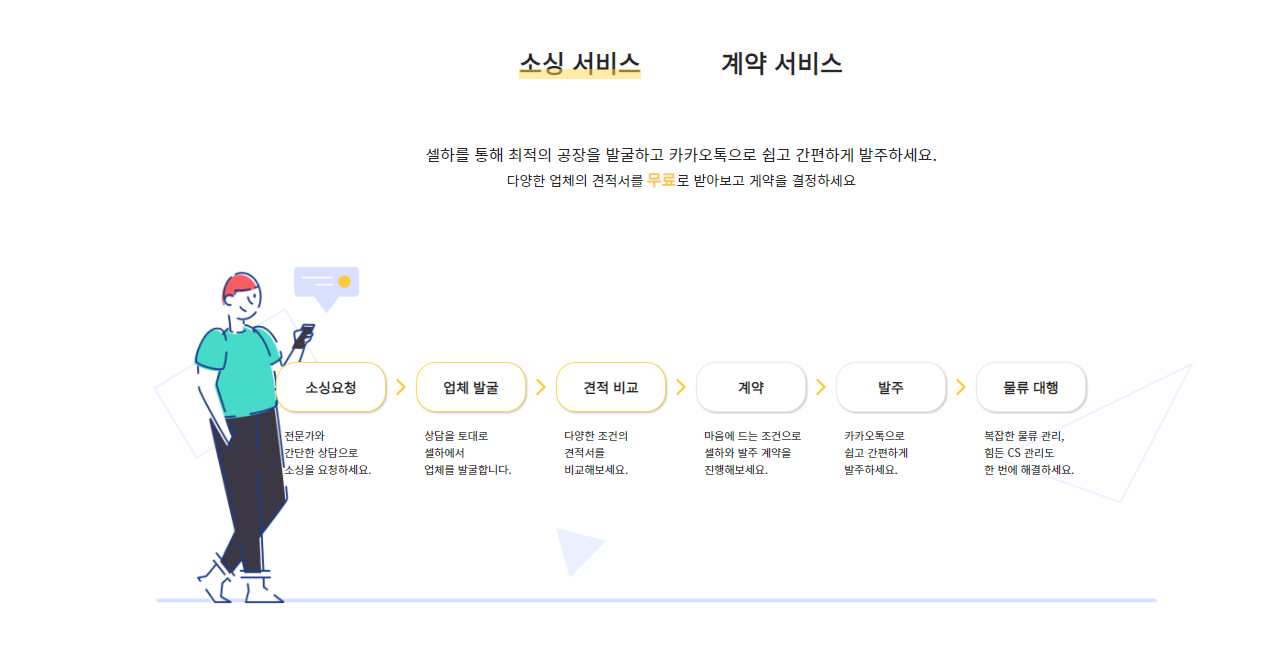 소싱 서비스 계약 서비스
셀하를 통해 최적의 공장을 발굴하고 카카오톡으로 쉽고 간편하게 발주하세요.
다양한 업체의 견적서를 무료로 받아보고 게약을 결정하세요
소싱요청
업체 발굴
견적 비교
계약
발주
물류 대행
전문가와
간단한 상담으로
소싱을 요청하세요.
상담을 토대로
셀하에서
업체를 발굴합니다.
다양한 조건의
견적서를
비교해보세요.
마음에 드는 조건으로
셀하와 발주 계약을
진행해보세요.
카카오톡으로
쉽고 간편하게
발주하세요.
복잡한 물류 관리,
힘든 CS 관리도
한 번에 해결하세요.